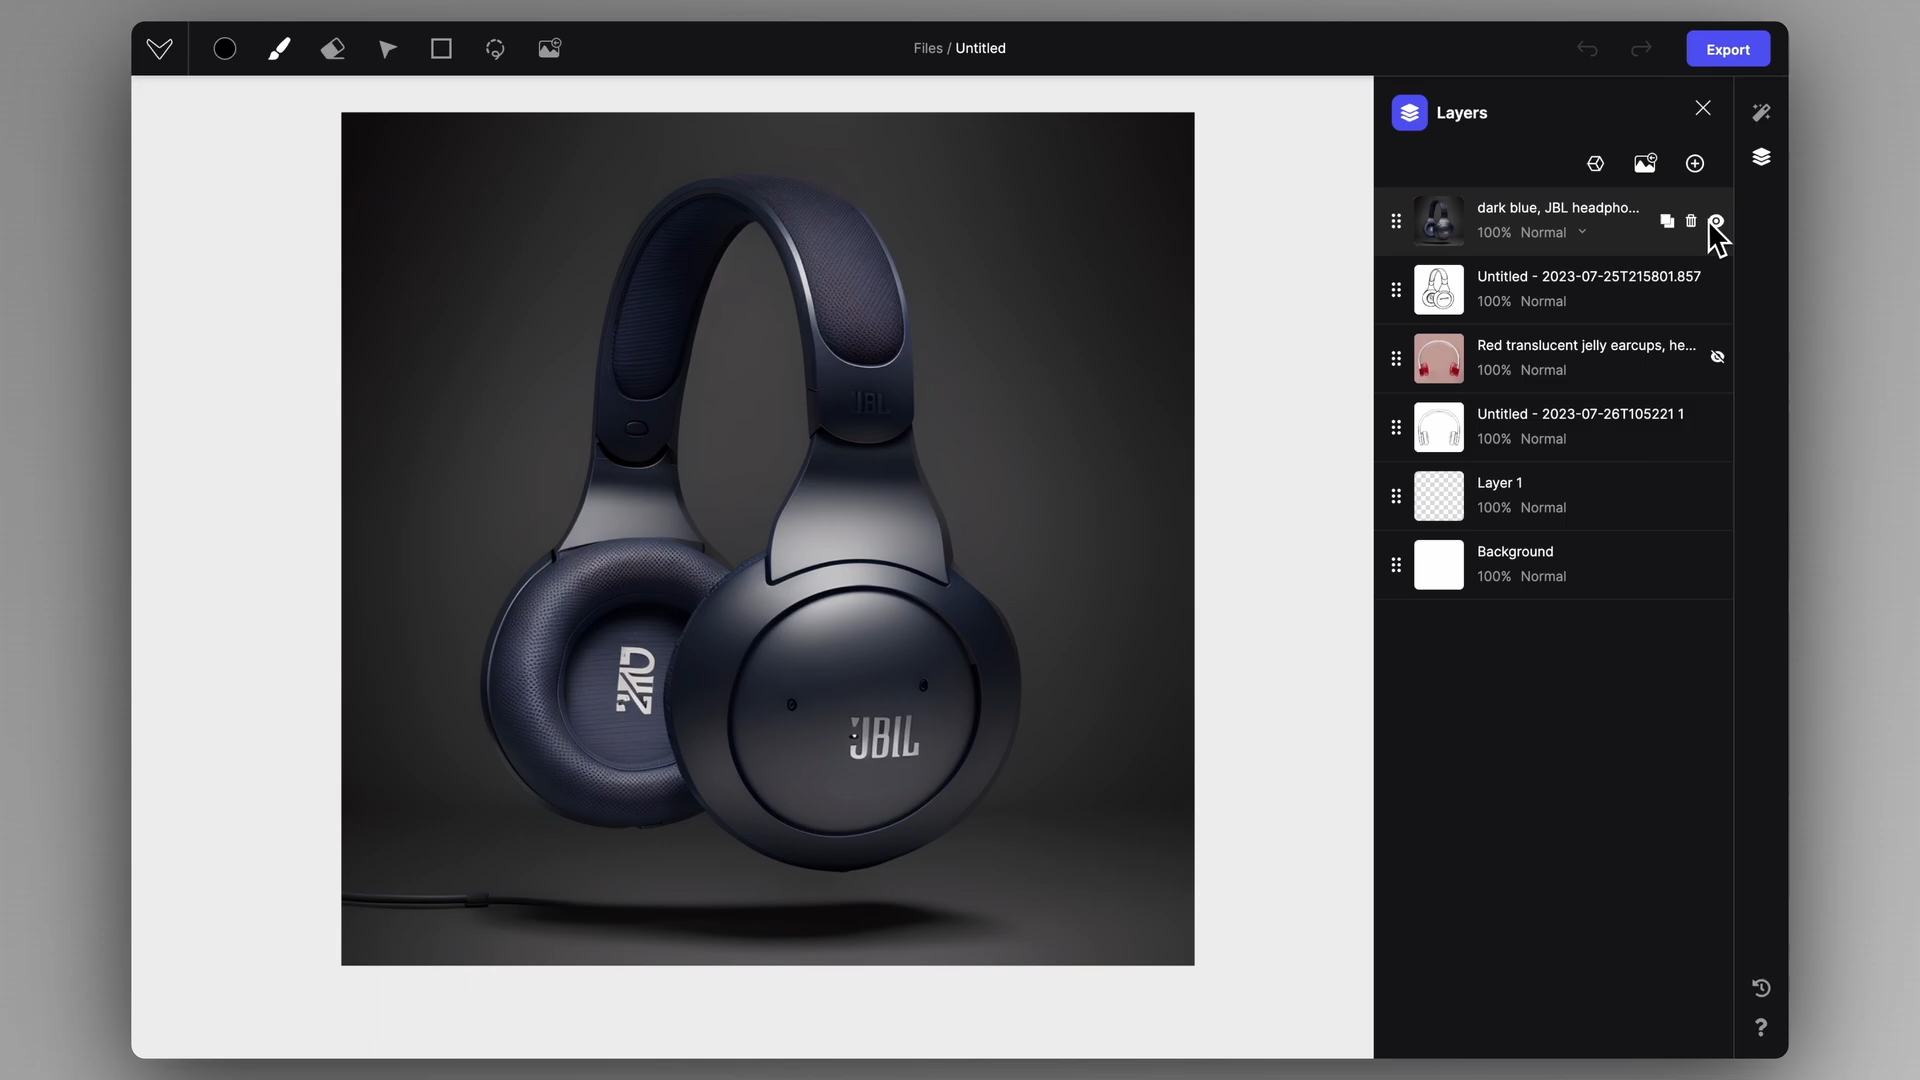 Files / Untitled
Export
Layers
dark blue, JBL headpho...
100% Normal
Untitled - 2023-07-25T215801.857
100% Normal
Red translucent jelly earcups, he...
100% Normal
Untitled - 2023-07-26T105221 1
100% Normal
Layer 1
100% Normal
Background
100% Normal
JBL
JBIL